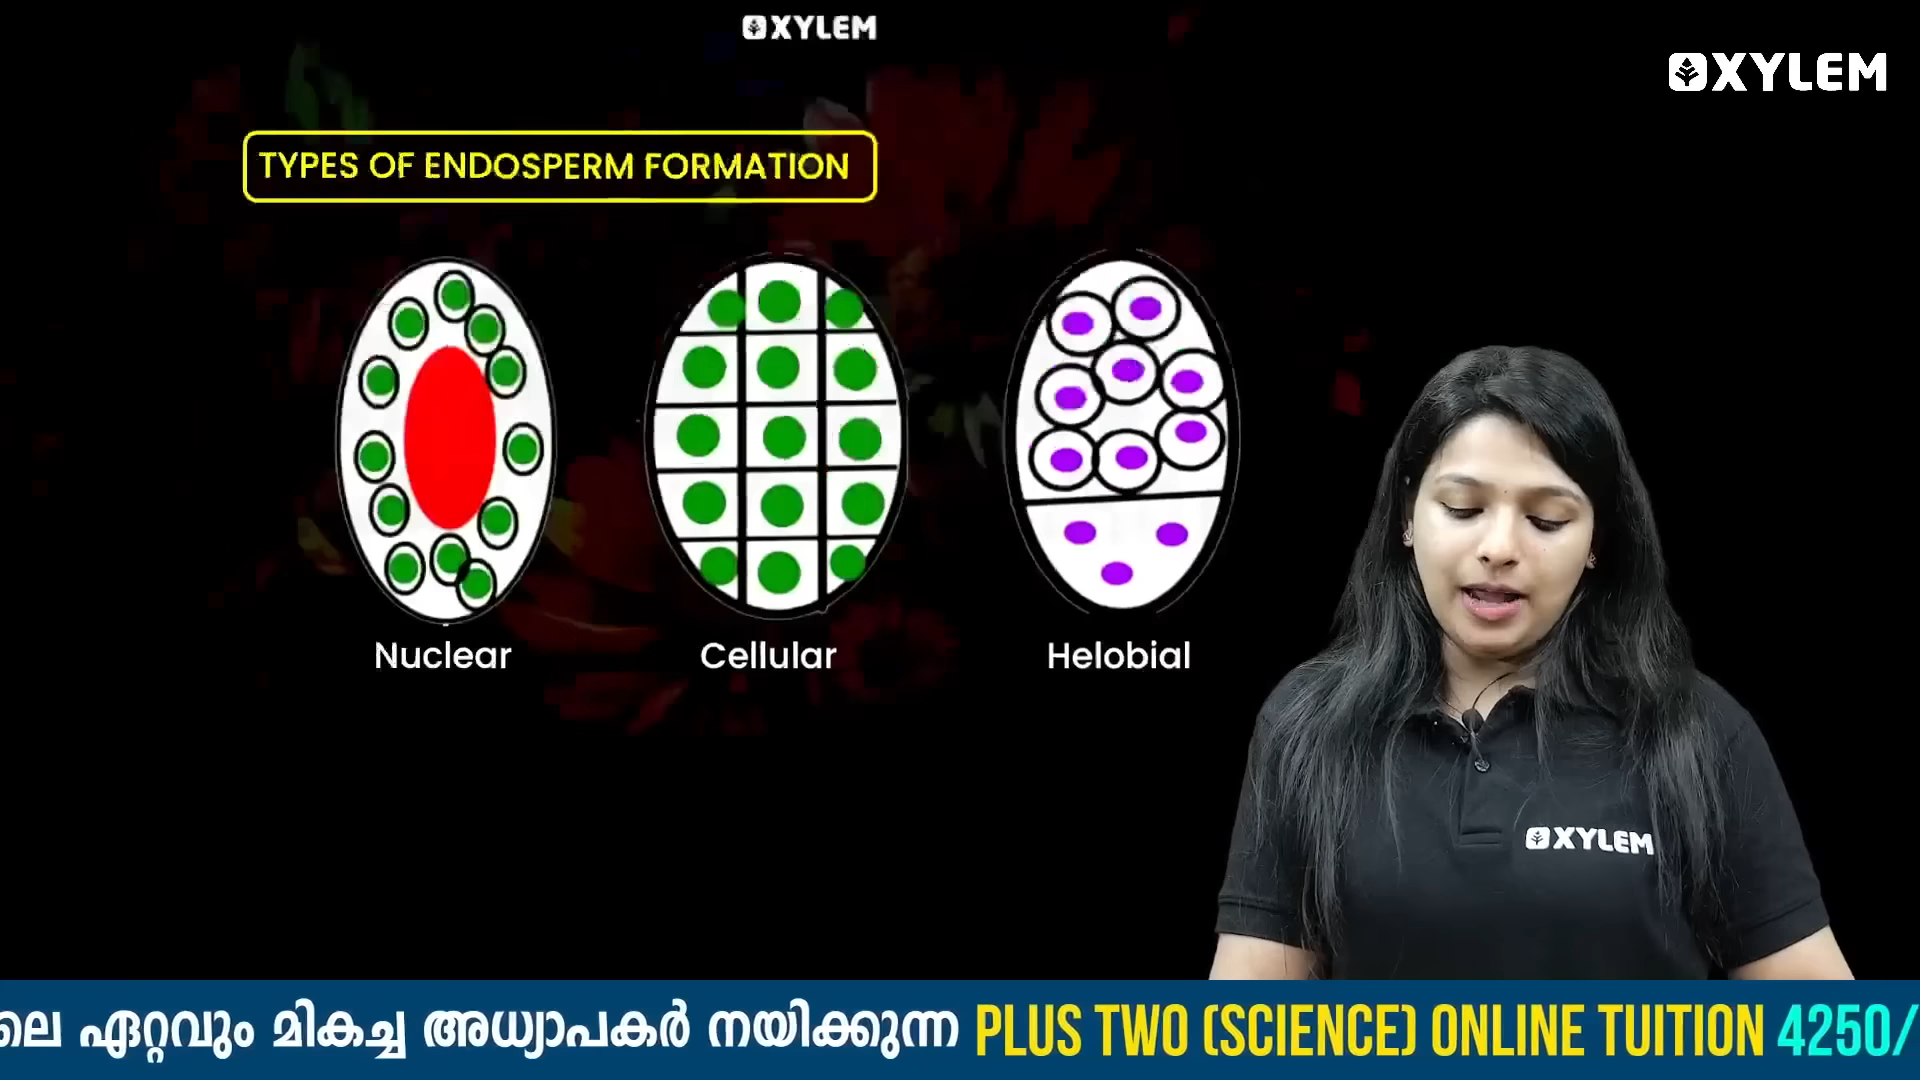 XYLEM
XYLEM
TYPES OF ENDOSPERM FORMATION
Nuclear
Cellular
Helobial
XYLEM
ലെ ഏറ്റവും മികച്ച അധ്യാപകർ നയിക്കുന്ന PLUS TWO (SCIENCE) ONLINE TUITION 4250/